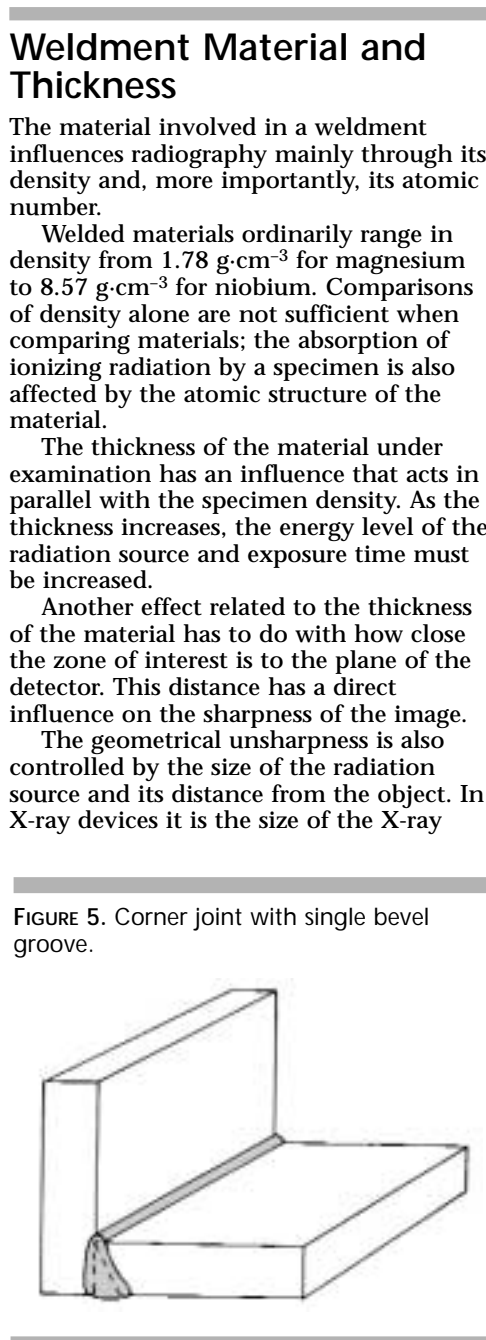 Weldment Material and
Thickness
The material involved in a weldment
influences radiography mainly through its
density and, more importantly, its atomic
number.
Welded materials ordinarily range in
density from 1.78 g·cm⁻³ for magnesium
to 8.57 g·cm⁻³ for niobium. Comparisons
of density alone are not sufficient when
comparing materials; the absorption of
ionizing radiation by a specimen is also
affected by the atomic structure of the
material.
The thickness of the material under
examination has an influence that acts in
parallel with the specimen density. As the
thickness increases, the energy level of the
radiation source and exposure time must
be increased.
Another effect related to the thickness
of the material has to do with how close
the zone of interest is to the plane of the
detector. This distance has a direct
influence on the sharpness of the image.
The geometrical unsharpness is also
controlled by the size of the radiation
source and its distance from the object. In
X-ray devices it is the size of the X-ray
FIGURE 5. Corner joint with single bevel
groove.